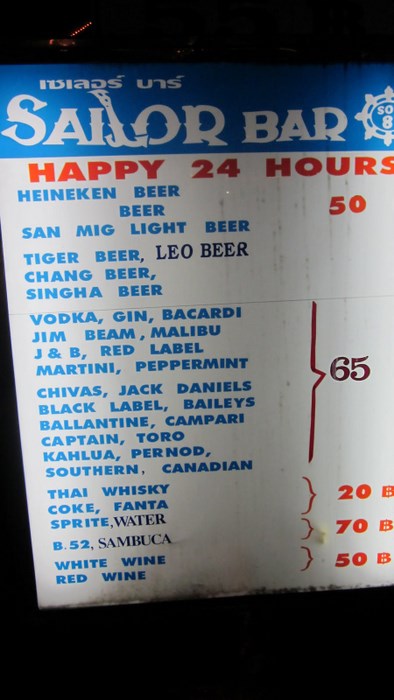 เซเลอร์ บาร์
SAILOR BAR SO 8
HAPPY 24 HOURS
HEINEKEN BEER
BEER 50
SAN MIG LIGHT BEER
TIGER BEER, LEO BEER
CHANG BEER,
SINGHA BEER
VODKA, GIN, BACARDI
JIM BEAM, MALIBU
J & B, RED LABEL
MARTINI, PEPPERMINT 65
CHIVAS, JACK DANIELS
BLACK LABEL, BAILEYS
BALLANTINE, CAMPARI
CAPTAIN, TORO
KAHLUA, PERNOD,
SOUTHERN, CANADIAN
THAI WHISKY
COKE, FANTA 20 B
SPRITE, WATER
B.52, SAMBUCA 70 B
WHITE WINE 50 B
RED WINE